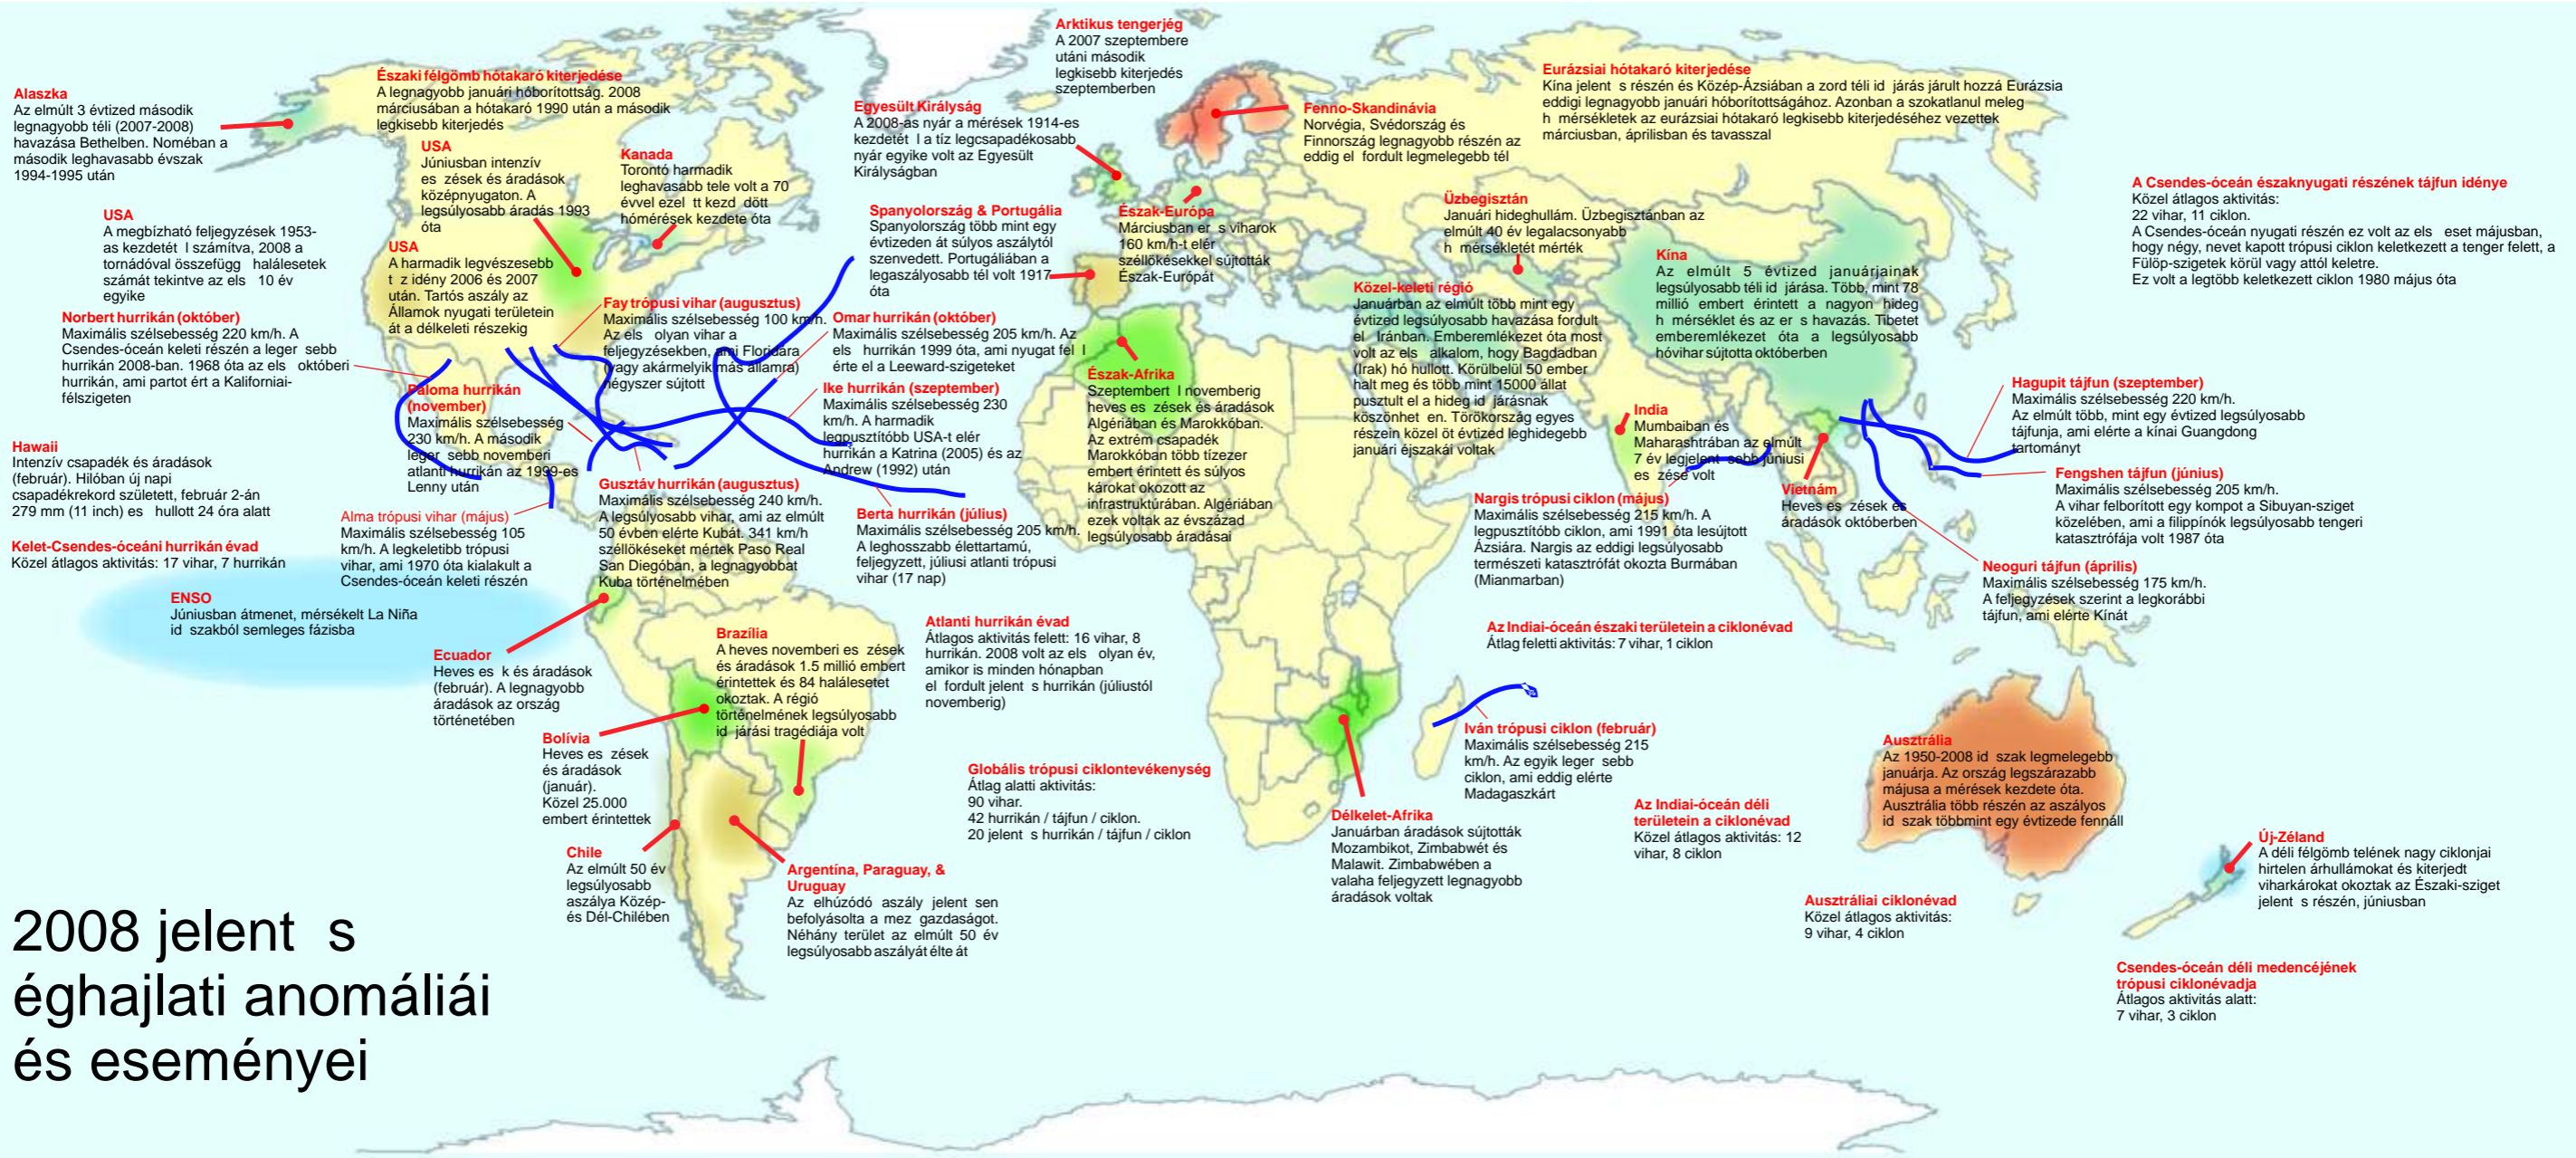 Arktikus tengerjég
A 2007 szeptembere
utáni második
legkisebb kiterjedés
szeptemberben
Alaszka
Az elmúlt 3 évtized második
legnagyobb téli (2007-2008)
havazása Bethelben. Noméban a
második leghavasabb évszak
1994-1995 után
Északi félgömb hótakaró kiterjedése
A legnagyobb januári hóborítottság. 2008
márciusában a hótakaró 1990 után a második
legkisebb kiterjedés
Egyesült Királyság
A 2008-as nyár a mérések 1914-es
kezdetét l a tíz legcsapadékosabb
nyár egyike volt az Egyesült
Királyságban
Fenno-Skandinávia
Norvégia, Svédország és
Finnország legnagyobb részén az
eddig el fordult legmelegebb tél
Eurázsiai hótakaró kiterjedése
Kína jelent s részén és Közép-Ázsiában a zord téli id járás járult hozzá Eurázsia
eddigi legnagyobb januári hóborítottságához. Azonban a szokatlanul meleg
h mérsékletek az eurázsiai hótakaró legkisebb kiterjedéséhez vezettek
márciusban, áprilisban és tavasszal
USA
Júniusban intenzív
es zések és áradások
középnyugaton. A
legsúlyosabb áradás 1993
óta
Kanada
Torontó harmadik
leghavasabb tele volt a 70
évvel ezel tt kezd dött
hómérések kezdete óta
USA
A megbízható feljegyzések 1953-
as kezdetét l számítva, 2008 a
tornádóval összefügg halálesetek
számát tekintve az els 10 év
egyike
USA
A harmadik legvészesebb
t z idény 2006 és 2007
után. Tartós aszály az
Államok nyugati területein
át a délkeleti részekig
Spanyolország & Portugália
Spanyolország több mint egy
évtizeden át súlyos aszálytól
szenvedett. Portugáliában a
legaszályosabb tél volt 1917
óta
Észak-Európa
Márciusban er s viharok
160 km/h-t elér
széllökésekkel sújtották
Észak-Európát
Üzbegisztán
Januári hideghullám. Üzbegisztánban az
elmúlt 40 év legalacsonyabb
h mérsékletét mérték
Kína
Az elmúlt 5 évtized januárjainak
legsúlyosabb téli id járása. Több, mint 78
millió embert érintett a nagyon hideg
h mérséklet és az er s havazás. Tibetet
emberemlékezet óta a legsúlyosabb
hóvihar sújtotta októberben
A Csendes-óceán északnyugati részének tájfun idénye
Közel átlagos aktivitás:
22 vihar, 11 ciklon.
A Csendes-óceán nyugati részén ez volt az els eset májusban,
hogy négy, nevet kapott trópusi ciklon keletkezett a tenger felett, a
Fülöp-szigetek körül vagy attól keletre.
Ez volt a legtöbb keletkezett ciklon 1980 május óta
Közel-keleti régió
Januárban az elmúlt több mint egy
évtized legsúlyosabb havazása fordult
el Iránban. Emberemlékezet óta most
volt az els alkalom, hogy Bagdadban
(Irak) hó hullott. Körülbelül 50 ember
halt meg és több mint 15000 állat
pusztult el a hideg id járásnak
köszönhet en. Törökország egyes
részein közel öt évtized leghidegebb
januári éjszakái voltak
Norbert hurrikán (október)
Maximális szélsebesség 220 km/h. A
Csendes-óceán keleti részén a leger sebb
hurrikán 2008-ban. 1968 óta az els októberi
hurrikán, ami partot ért a Kaliforniai-
félszigeten
Fay trópusi vihar (augusztus)
Maximális szélsebesség 100 km/h.
Az els olyan vihar a
feljegyzésekben, ami Floridára
(vagy akármelyik más államra)
négyszer sújtott
Omar hurrikán (október)
Maximális szélsebesség 205 km/h. Az
els hurrikán 1999 óta, ami nyugat fel l
érte el a Leeward-szigeteket
Paloma hurrikán
(november)
Maximális szélsebesség
230 km/h. A második
leger sebb novemberi
atlanti hurrikán az 1999-es
Lenny után
Ike hurrikán (szeptember)
Maximális szélsebesség 230
km/h. A harmadik
legpusztítóbb USA-t elér
hurrikán a Katrina (2005) és az
Andrew (1992) után
Észak-Afrika
Szeptembert l novemberig
heves es zések és áradások
Algériában és Marokkóban.
Az extrém csapadék
Marokkóban több tízezer
embert érintett és súlyos
károkat okozott az
infrastruktúrában. Algériában
ezek voltak az évszázad
legsúlyosabb áradásai
India
Mumbaiban és
Maharashtrában az elmúlt
7 év legjelent sebb júniusi
es zése volt
Hagupit tájfun (szeptember)
Maximális szélsebesség 220 km/h.
Az elmúlt több, mint egy évtized legsúlyosabb
tájfunja, ami elérte a kínai Guangdong
tartományt
Hawaii
Intenzív csapadék és áradások
(február). Hilóban új napi
csapadékrekord született, február 2-án
279 mm (11 inch) es hullott 24 óra alatt
Gusztáv hurrikán (augusztus)
Maximális szélsebesség 240 km/h.
A legsúlyosabb vihar, ami az elmúlt
50 évben elérte Kubát. 341 km/h
széllökéseket mértek Paso Real
San Diegóban, a legnagyobbat
Kuba történelmében
Berta hurrikán (július)
Maximális szélsebesség 205 km/h.
A leghosszabb élettartamú,
feljegyzett, júliusi atlanti trópusi
vihar (17 nap)
Nargis trópusi ciklon (május)
Maximális szélsebesség 215 km/h. A
legpusztítóbb ciklon, ami 1991 óta lesújtott
Ázsiára. Nargis az eddigi legsúlyosabb
természeti katasztrófát okozta Burmában
(Mianmarban)
Vietnám
Heves es zések és
áradások októberben
Fengshen tájfun (június)
Maximális szélsebesség 205 km/h.
A vihar felborított egy kompot a Sibuyan-sziget
közelében, ami a filippínók legsúlyosabb tengeri
katasztrófája volt 1987 óta
Alma trópusi vihar (május)
Maximális szélsebesség 105
km/h. A legkeletibb trópusi
vihar, ami 1970 óta kialakult a
Csendes-óceán keleti részén
Kelet-Csendes-óceáni hurrikán évad
Közel átlagos aktivitás: 17 vihar, 7 hurrikán
Neoguri tájfun (április)
Maximális szélsebesség 175 km/h.
A feljegyzések szerint a legkorábbi
tájfun, ami elérte Kínát
ENSO
Júniusban átmenet, mérsékelt La Niña
id szakból semleges fázisba
Atlanti hurrikán évad
Átlagos aktivitás felett: 16 vihar, 8
hurrikán. 2008 volt az els olyan év,
amikor is minden hónapban
el fordult jelent s hurrikán (júliustól
novemberig)
Az Indiai-óceán északi területein a ciklonévad
Átlag feletti aktivitás: 7 vihar, 1 ciklon
Ecuador
Heves es k és áradások
(február). A legnagyobb
áradások az ország
történetében
Brazília
A heves novemberi es zések
és áradások 1.5 millió embert
érintettek és 84 halálesetet
okoztak. A régió
történelmének legsúlyosabb
id járási tragédiája volt
Bolívia
Heves es zések
és áradások
(január).
Közel 25.000
embert érintettek
Iván trópusi ciklon (február)
Maximális szélsebesség 215
km/h. Az egyik leger sebb
ciklon, ami eddig elérte
Madagaszkárt
Ausztrália
Az 1950-2008 id szak legmelegebb
januárja. Az ország legszárazabb
májusa a mérések kezdete óta.
Ausztrália több részén az aszályos
id szak többmint egy évtizede fennáll
Globális trópusi ciklontevékenység
Átlag alatti aktivitás:
90 vihar.
42 hurrikán / tájfun / ciklon.
20 jelent s hurrikán / tájfun / ciklon
Délkelet-Afrika
Januárban áradások sújtották
Mozambikot, Zimbabwét és
Malawit. Zimbabwében a
valaha feljegyzett legnagyobb
áradások voltak
Az Indiai-óceán déli
területein a ciklonévad
Közel átlagos aktivitás: 12
vihar, 8 ciklon
Új-Zéland
A déli félgömb telének nagy ciklonjai
hirtelen árhullámokat és kiterjedt
viharkárokat okoztak az Északi-sziget
jelent s részén, júniusban
Chile
Az elmúlt 50 év
legsúlyosabb
aszálya Közép-
és Dél-Chilében
Argentína, Paraguay, &
Uruguay
Az elhúzódó aszály jelent sen
befolyásolta a mez gazdaságot.
Néhány terület az elmúlt 50 év
legsúlyosabb aszályát élte át
Ausztráliai ciklonévad
Közel átlagos aktivitás:
9 vihar, 4 ciklon
Csendes-óceán déli medencéjének
trópusi ciklonévadja
Átlagos aktivitás alatt:
7 vihar, 3 ciklon
2008 jelent s
éghajlati anomáliái
és eseményei